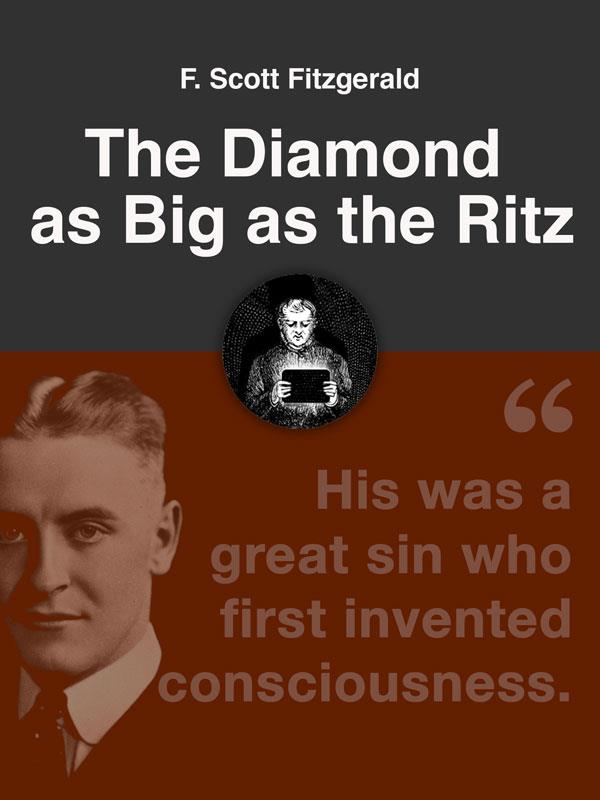 F. Scott Fitzgerald
The Diamond
as Big as the Ritz
“
His was a
great sin who
first invented
consciousness.